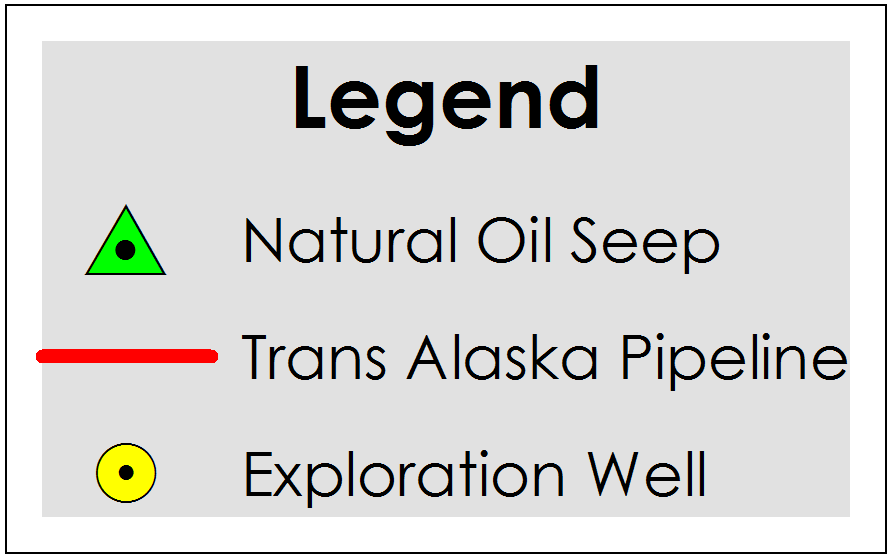 Legend
Natural Oil Seep
Trans Alaska Pipeline
Exploration Well